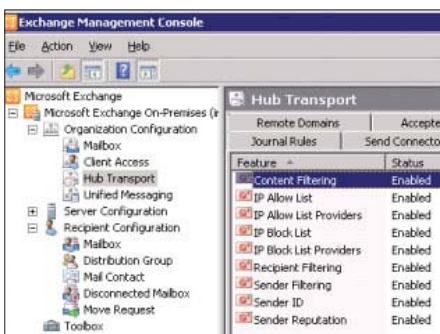 Exchange Management Console
File Action View Help
Microsoft Exchange
Microsoft Exchange On-Premises (ir
Organization Configuration
Mailbox
Client Access
Hub Transport
Unified Messaging
Server Configuration
Recipient Configuration
Mailbox
Distribution Group
Mail Contact
Disconnected Mailbox
Move Request
Toolbox
Hub Transport
Remote Domains Accepte
Journal Rules Send Connecto
Feature Status
Content Filtering Enabled
IP Allow List Enabled
IP Allow List Providers Enabled
IP Block List Enabled
IP Block List Providers Enabled
Recipient Filtering Enabled
Sender Filtering Enabled
Sender ID Enabled
Sender Reputation Enabled